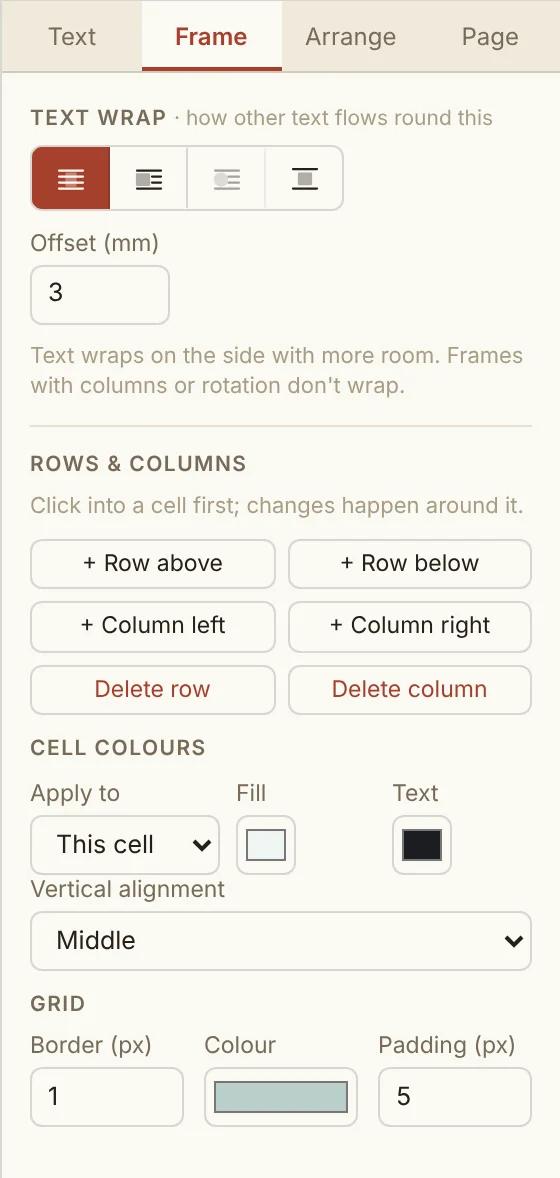 Text Frame Arrange Page
TEXT WRAP · how other text flows round this
Offset (mm)
3
Text wraps on the side with more room. Frames
with columns or rotation don't wrap.
ROWS & COLUMNS
Click into a cell first; changes happen around it.
+ Row above + Row below
+ Column left + Column right
Delete row Delete column
CELL COLOURS
Apply to Fill Text
This cell
Vertical alignment
Middle
GRID
Border (px) Colour Padding (px)
1 5